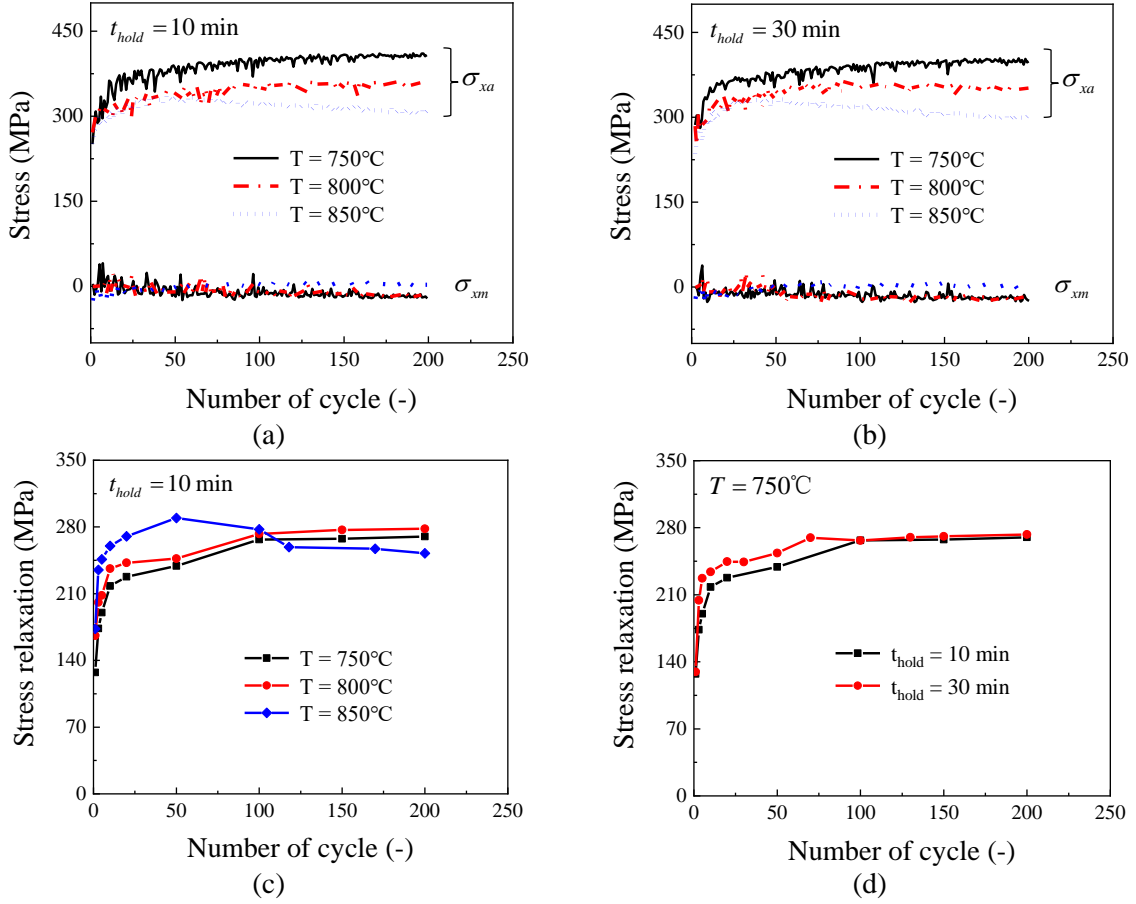 t_hold = 10 min
450
300
150
0
Stress (MPa)
σ_xa
T = 750°C
T = 800°C
T = 850°C
σ_xm
0
50
100
150
200
250
Number of cycle (-)
(a)
t_hold = 30 min
450
300
150
0
Stress (MPa)
σ_xa
T = 750°C
T = 800°C
T = 850°C
σ_xm
0
50
100
150
200
250
Number of cycle (-)
(b)
t_hold = 10 min
350
280
210
140
70
0
Stress relaxation (MPa)
T = 750°C
T = 800°C
T = 850°C
0
50
100
150
200
250
Number of cycle (-)
(c)
T = 750℃
350
280
210
140
70
0
Stress relaxation (MPa)
t_hold = 10 min
t_hold = 30 min
0
50
100
150
200
250
Number of cycle (-)
(d)